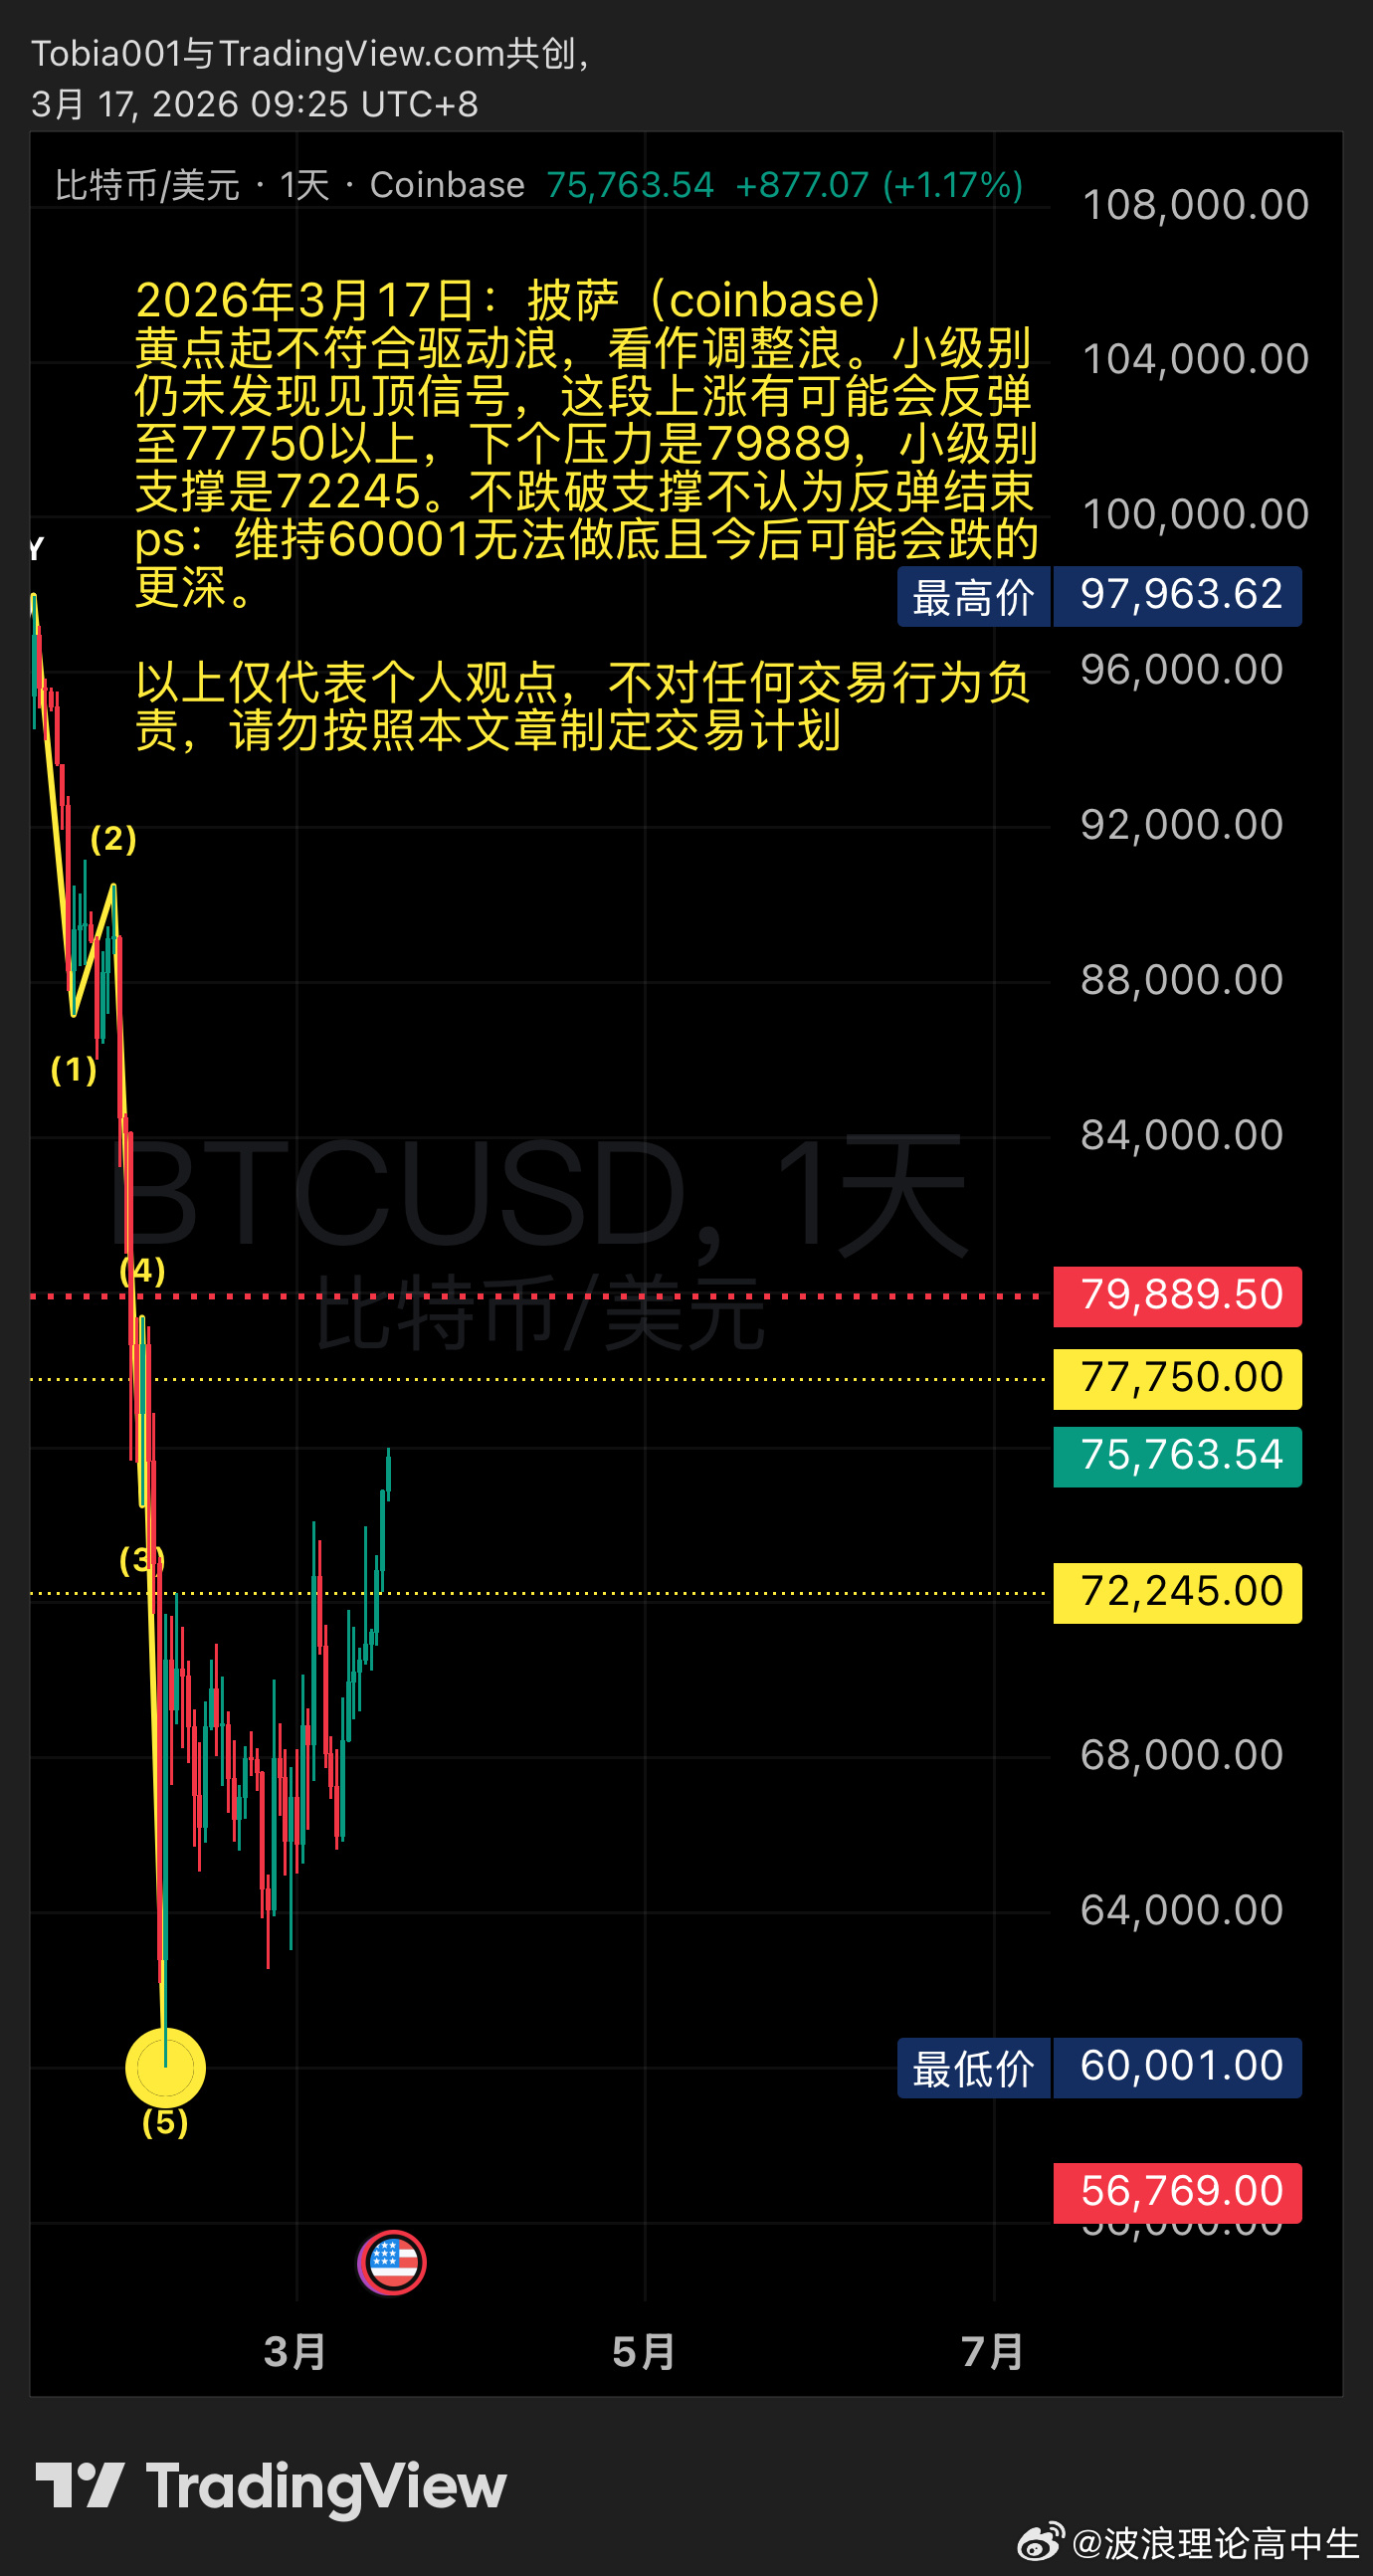 Tobia001与TradingView.com共创,
3月 17, 2026 09:25 UTC+8
比特币/美元 · 1天 · Coinbase 75,763.54 +877.07 (+1.17%)
108,000.00
2026年3月17日：披萨（coinbase）
黄点起不符合驱动浪，看作调整浪。小级别
104,000.00
仍未发现见顶信号，这段上涨有可能会反弹
至77750以上，下个压力是79889，小级别
支撑是72245。不跌破支撑不认为反弹结束
100,000.00
ps：维持60001无法做底且今后可能会跌的
更深。
Y
最高价 97,963.62
96,000.00
以上仅代表个人观点，不对任何交易行为负
责，请勿按照本文章制定交易计划
92,000.00
(2)
88,000.00
(1)
84,000.00
BTCUSD, 1天
比特币/美元
(4)
79,889.50
77,750.00
75,763.54
(3)
72,245.00
68,000.00
64,000.00
最低价 60,001.00
(5)
56,769.00
56,000.00
3月 5月 7月
TradingView
@波浪理论高中生